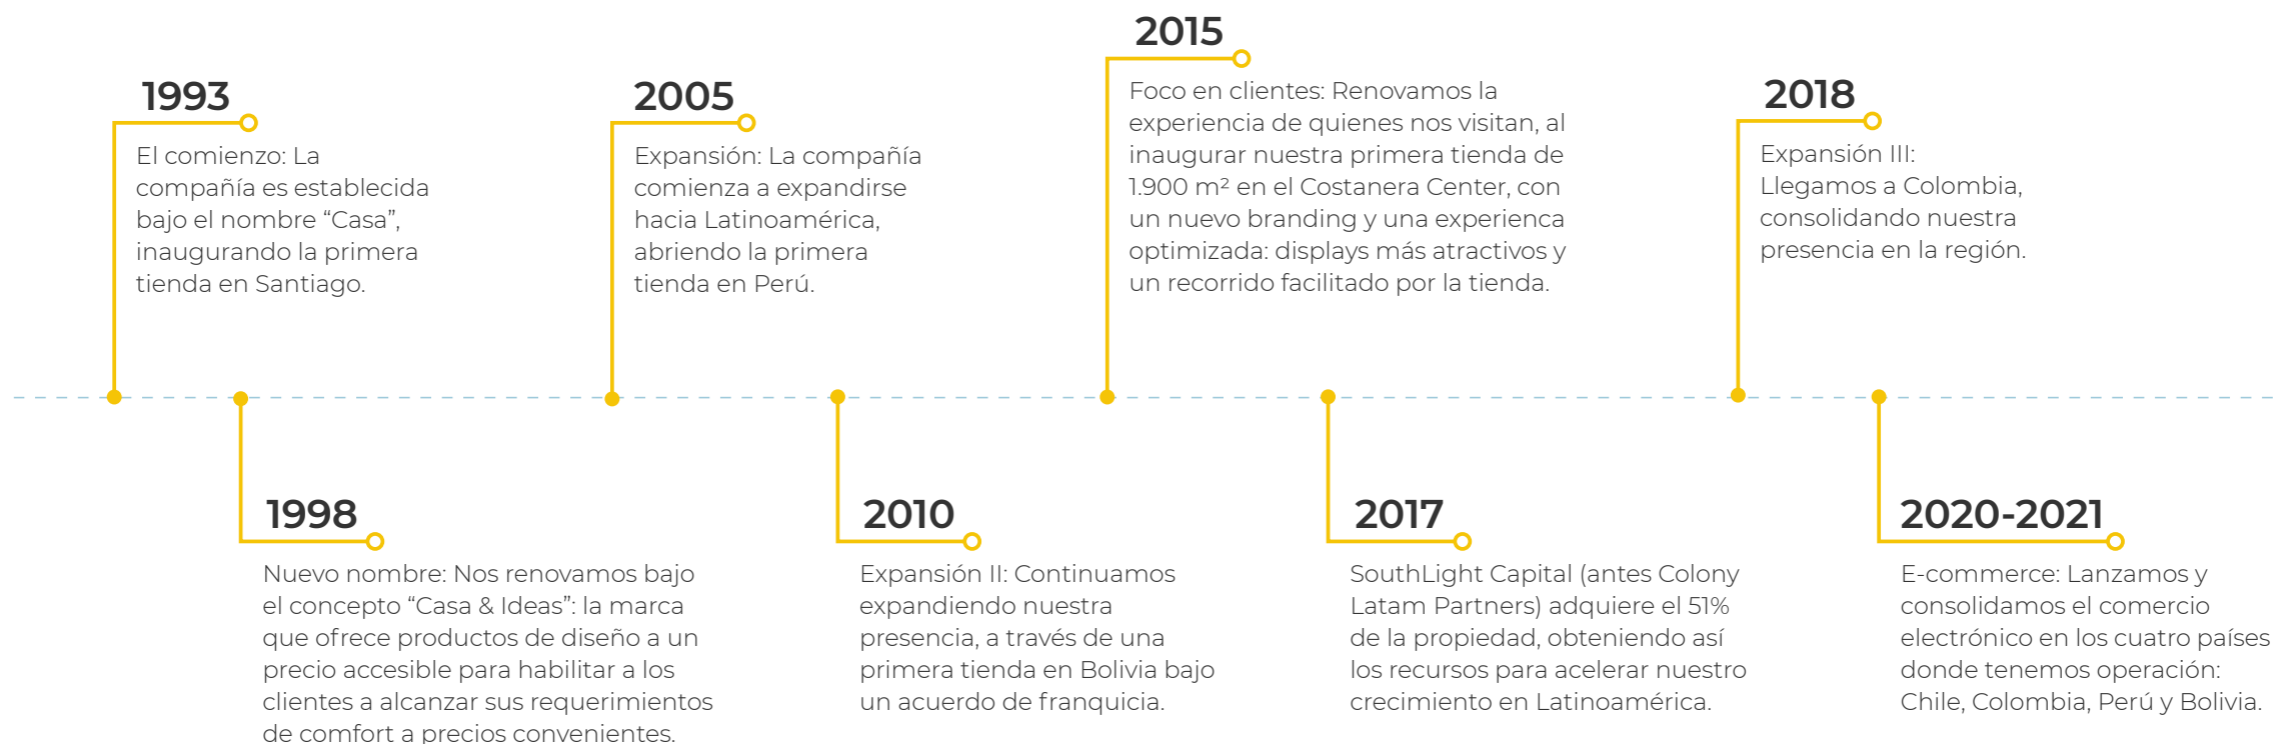 1993
El comienzo: La
compañía es establecida
bajo el nombre “Casa”,
inaugurando la primera
tienda en Santiago.
1998
Nuevo nombre: Nos renovamos bajo
el concepto “Casa & Ideas”: la marca
que ofrece productos de diseño a un
precio accesible para habilitar a los
clientes a alcanzar sus requerimientos
de comfort a precios convenientes.
2005
Expansión: La compañía
comienza a expandirse
hacia Latinoamérica,
abriendo la primera
tienda en Perú.
2010
Expansión II: Continuamos
expandiendo nuestra
presencia, a través de una
primera tienda en Bolivia bajo
un acuerdo de franquicia.
2015
Foco en clientes: Renovamos la
experiencia de quienes nos visitan, al
inaugurar nuestra primera tienda de
1.900 m² en el Costanera Center, con
un nuevo branding y una experienca
optimizada: displays más atractivos y
un recorrido facilitado por la tienda.
2017
SouthLight Capital (antes Colony
Latam Partners) adquiere el 51%
de la propiedad, obteniendo así
los recursos para acelerar nuestro
crecimiento en Latinoamérica.
2018
Expansión III:
Llegamos a Colombia,
consolidando nuestra
presencia en la región.
2020-2021
E-commerce: Lanzamos y
consolidamos el comercio
electrónico en los cuatro países
donde tenemos operación:
Chile, Colombia, Perú y Bolivia.